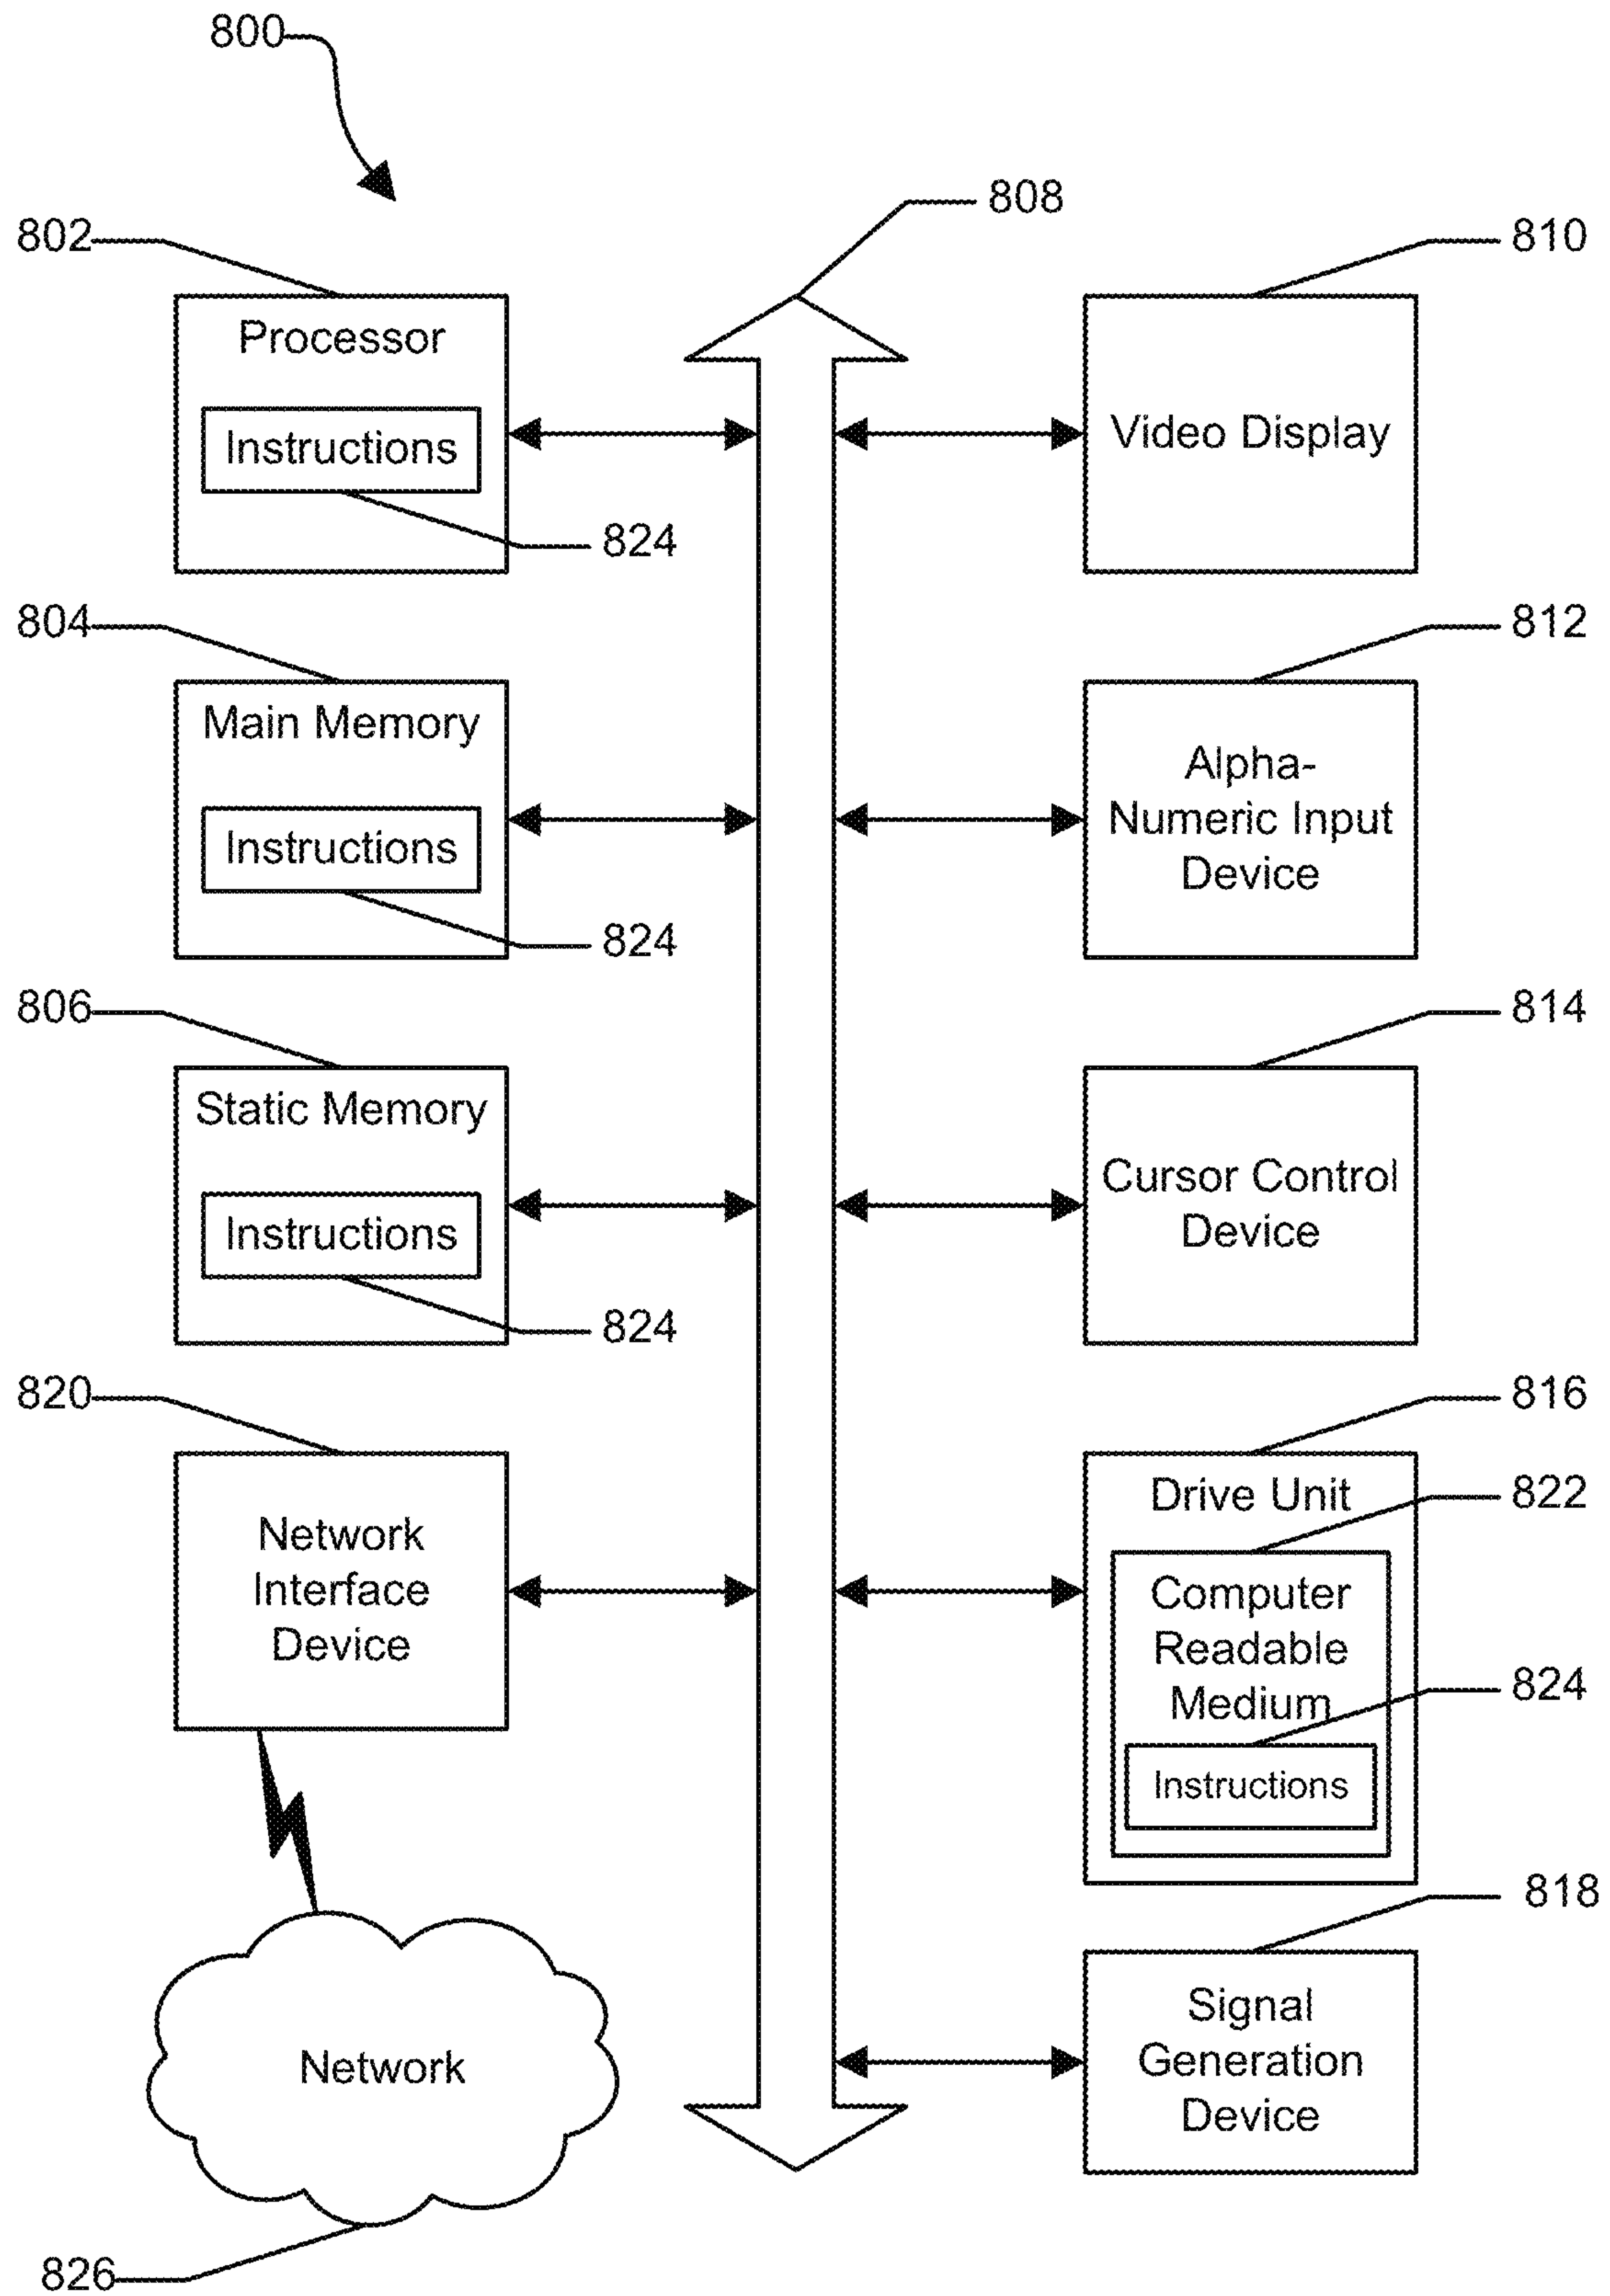 800
808
802
Processor
Instructions
824
804
Main Memory
Instructions
824
806
Static Memory
Instructions
824
820
Network
Interface
Device
Network
826
810
Video Display
812
Alpha-
Numeric Input
Device
814
Cursor Control
Device
816
Drive Unit
822
Computer
Readable
Medium
824
Instructions
818
Signal
Generation
Device